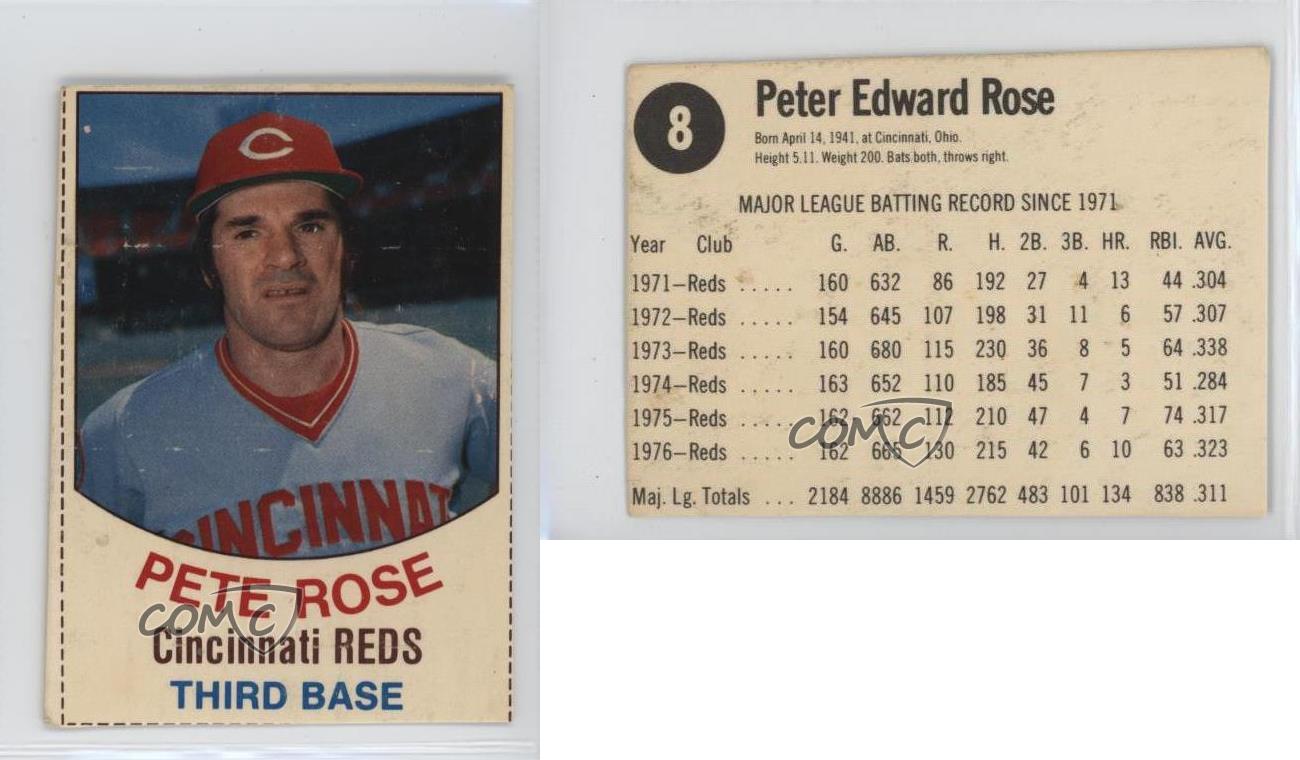 C
CINCINNAT
PETE ROSE
COMC
Cincinnati REDS
THIRD BASE
8
Peter Edward Rose
Born April 14, 1941, at Cincinnati, Ohio.
Height 5.11. Weight 200. Bats both, throws right.
MAJOR LEAGUE BATTING RECORD SINCE 1971
Year Club G. AB. R. H. 2B. 3B. HR. RBI. AVG.
1971—Reds ..... 160 632 86 192 27 4 13 44 .304
1972—Reds ..... 154 645 107 198 31 11 6 57 .307
1973—Reds ..... 160 680 115 230 36 8 5 64 .338
1974—Reds ..... 163 652 110 185 45 7 3 51 .284
1975—Reds ..... 162 662 112 210 47 4 7 74 .317
COMC
1976—Reds ..... 162 665 130 215 42 6 10 63 .323
Maj. Lg. Totals ... 2184 8886 1459 2762 483 101 134 838 .311